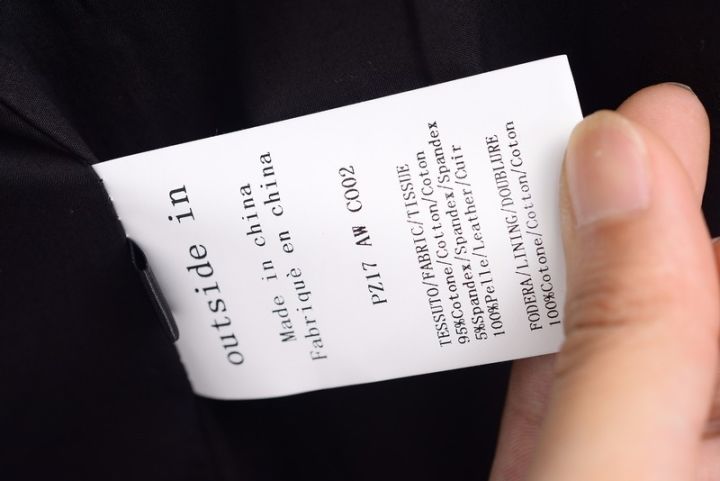 outside in
Made in china
Fabriquè en china
PZ17 AW C002
TESSUTO/FABRIC/TISSUE
95%Cotone/Cotton/Coton
5%Spandex/Spandex/Spandex
100%Pelle/Leather/Cuir
FODERA/LINING/DOUBLURE
100%Cotone/Cotton/Coton